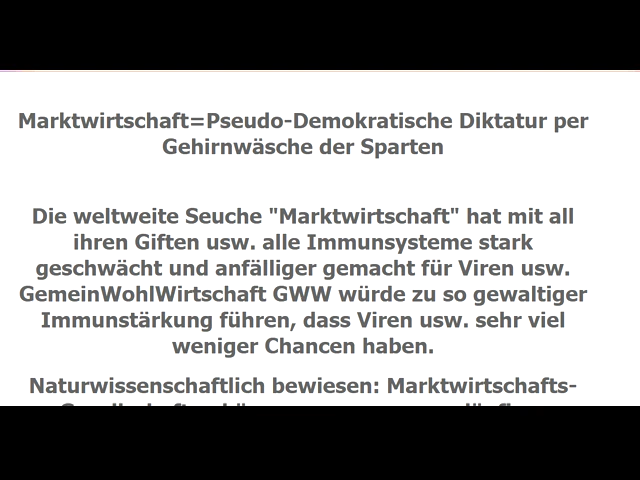 Marktwirtschaft=Pseudo-Demokratische Diktatur per
Gehirnwäsche der Sparten
Die weltweite Seuche "Marktwirtschaft" hat mit all
ihren Giften usw. alle Immunsysteme stark
geschwächt und anfälliger gemacht für Viren usw.
GemeinWohlWirtschaft GWW würde zu so gewaltiger
Immunstärkung führen, dass Viren usw. sehr viel
weniger Chancen haben.
Naturwissenschaftlich bewiesen: Marktwirtschafts-